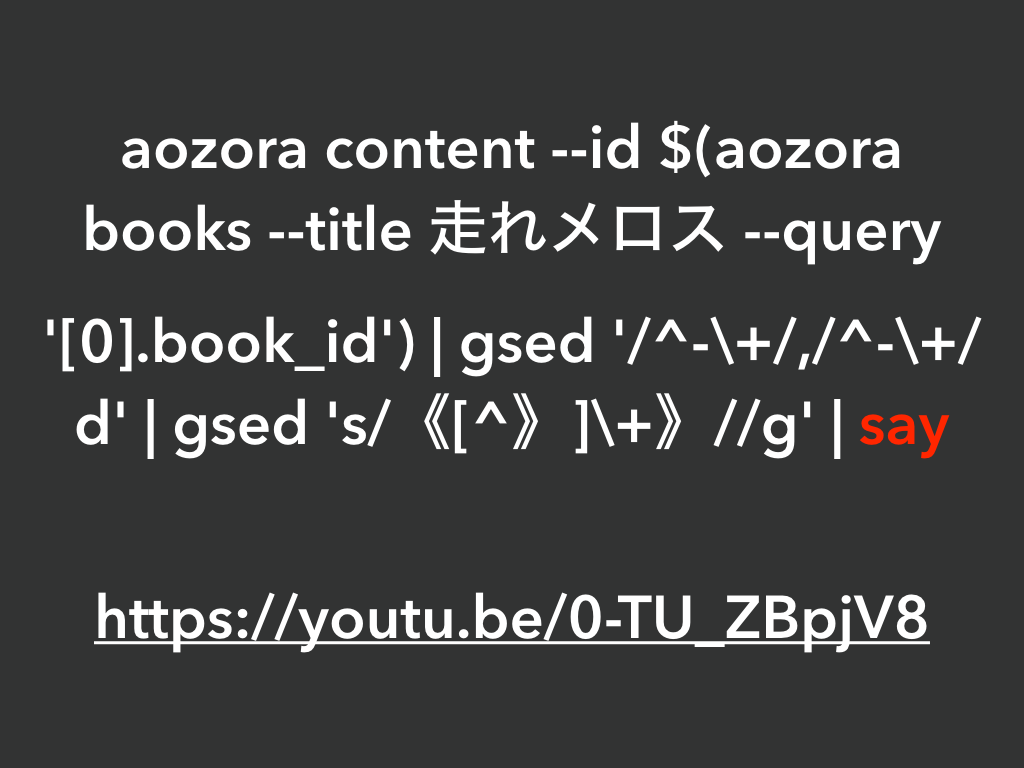 aozora content --id $(aozora
books --title 走れメロス --query
'[0].book_id') | gsed '/^-\+/,/^-\+/
d' | gsed 's/《[^》]\+》//g' | say
https://youtu.be/0-TU_ZBpjV8